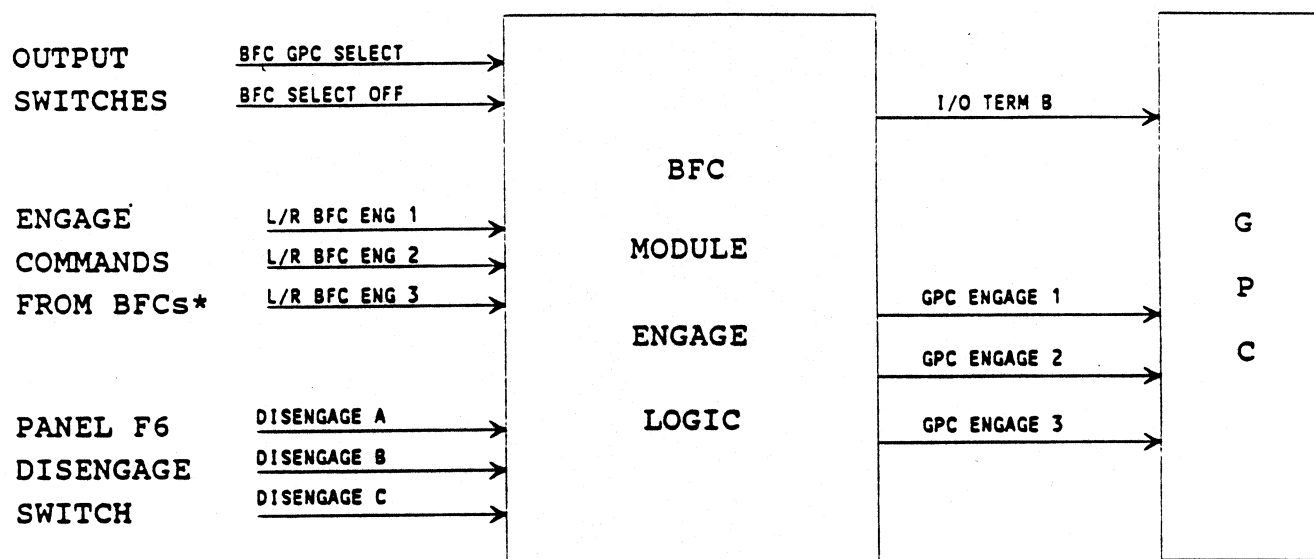 OUTPUT
SWITCHES
BFC GPC SELECT
BFC SELECT OFF
ENGAGE
COMMANDS
FROM BFCs*
L/R BFC ENG 1
L/R BFC ENG 2
L/R BFC ENG 3
PANEL F6
DISENGAGE
SWITCH
DISENGAGE A
DISENGAGE B
DISENGAGE C
BFC
MODULE
ENGAGE
LOGIC
I/O TERM B
GPC ENGAGE 1
GPC ENGAGE 2
GPC ENGAGE 3
G
P
C